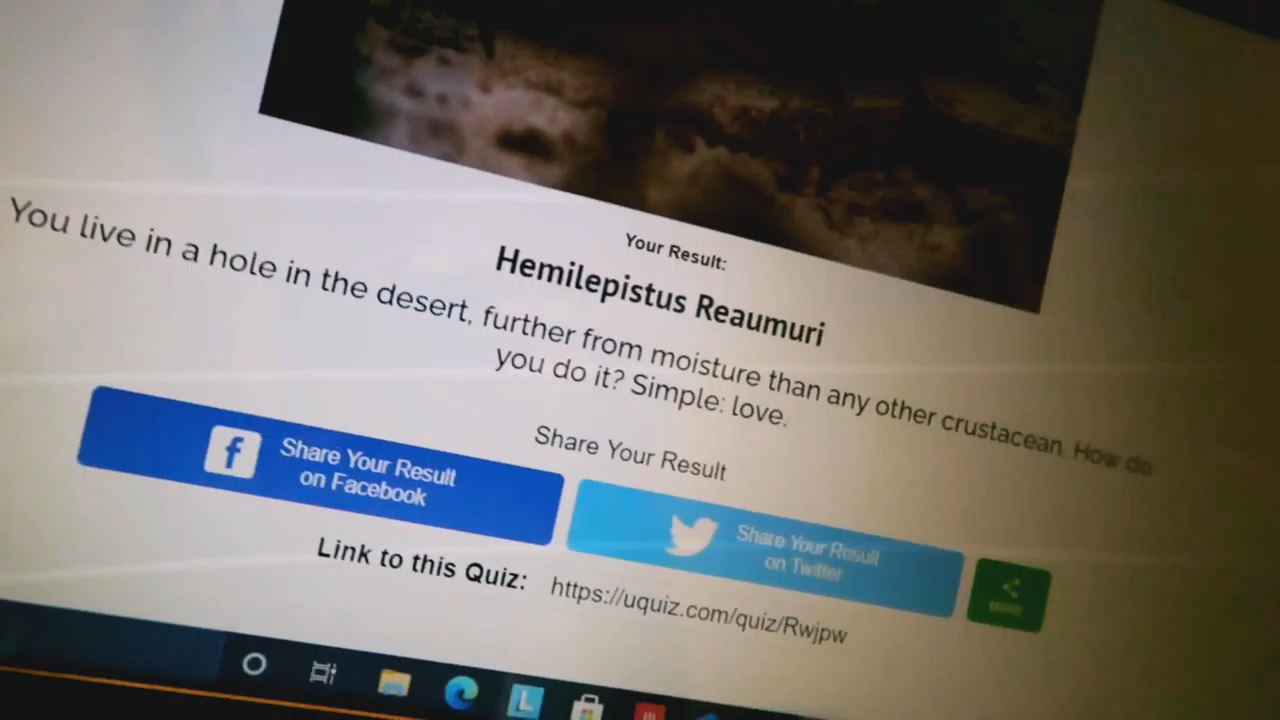 Your Result:
Hemilepistus Reaumuri
You live in a hole in the desert, further from moisture than any other crustacean. How do
you do it? Simple: love.
Share Your Result
Share Your Result
on Facebook
Share Your Result
on Twitter
MORE
Link to this Quiz: https://uquiz.com/quiz/Rwjpw
L